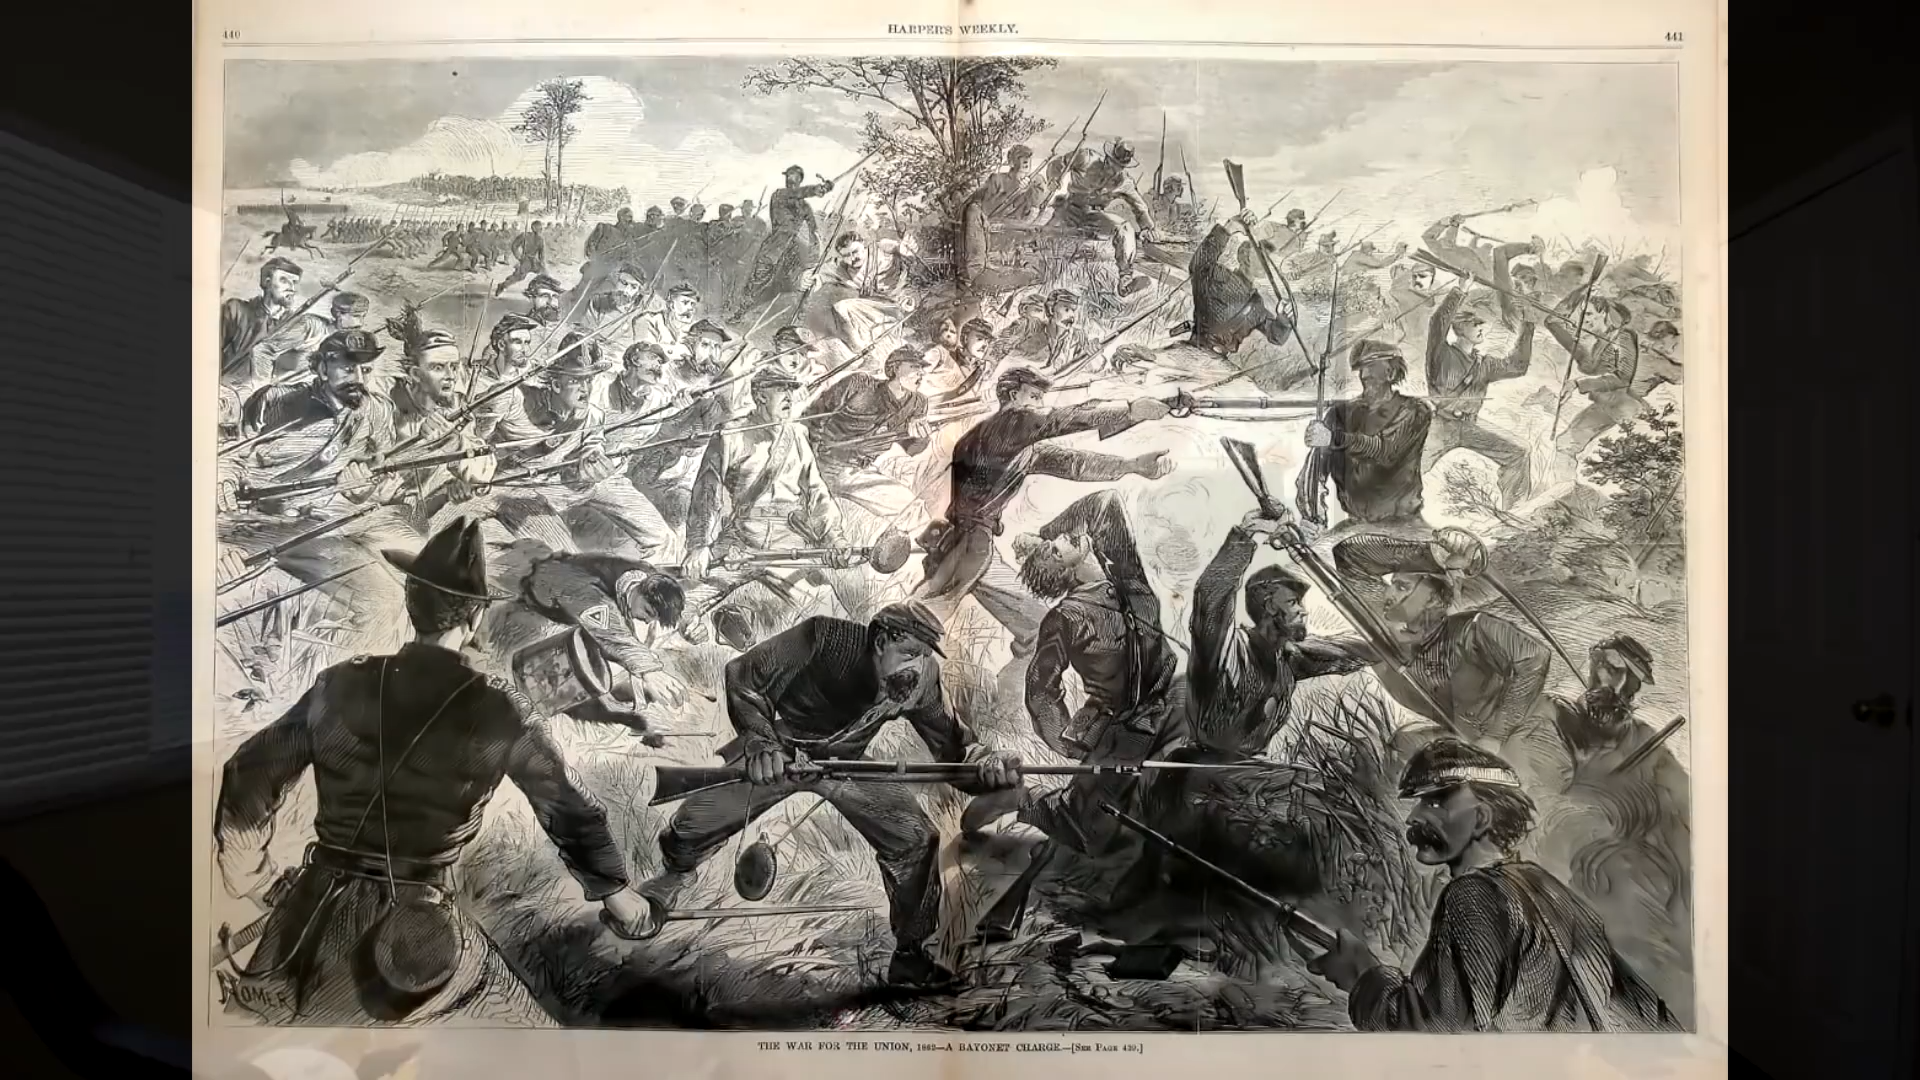 440
HARPER'S WEEKLY.
441
HOMER
THE WAR FOR THE UNION, 1862—A BAYONET CHARGE.—[SEE PAGE 439.]